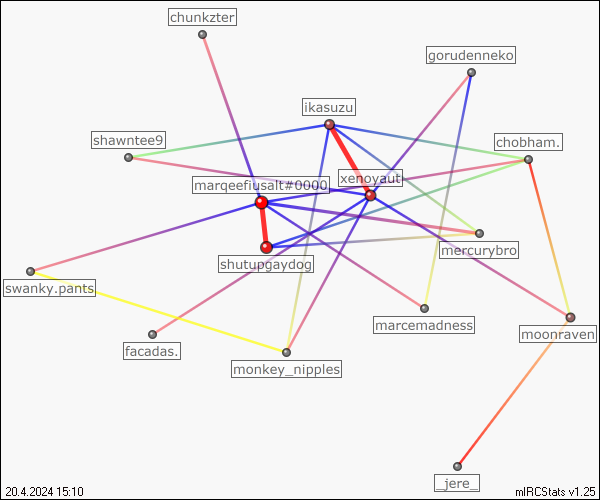 chunkzter
gorudenneko
ikasuzu
shawntee9
chobham.
xenoyaut
marqeefiusalt#0000
mercurybro
shutupgaydog
swanky.pants
marcemadness
moonraven
facadas.
monkey_nipples
_jere_
20.4.2024 15:10
mIRCStats v1.25